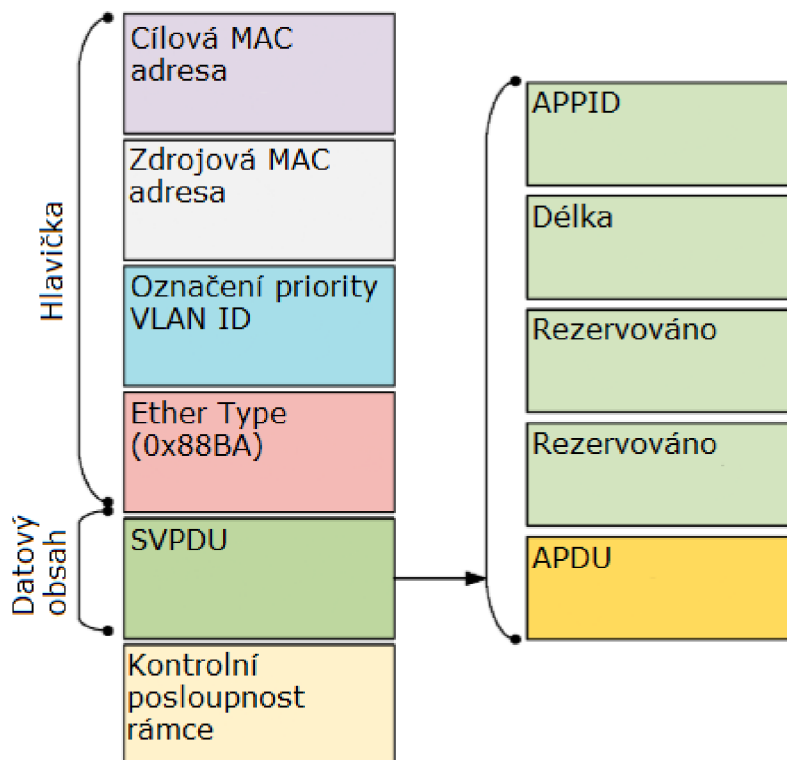 Hlavička
Cílová MAC
adresa
Zdrojová MAC
adresa
Označení priority
VLAN ID
Ether Type
(0x88BA)
Datový
obsah
SVPDU
Kontrolní
posloupnost
rámce
APPID
Délka
Rezervováno
Rezervováno
APDU